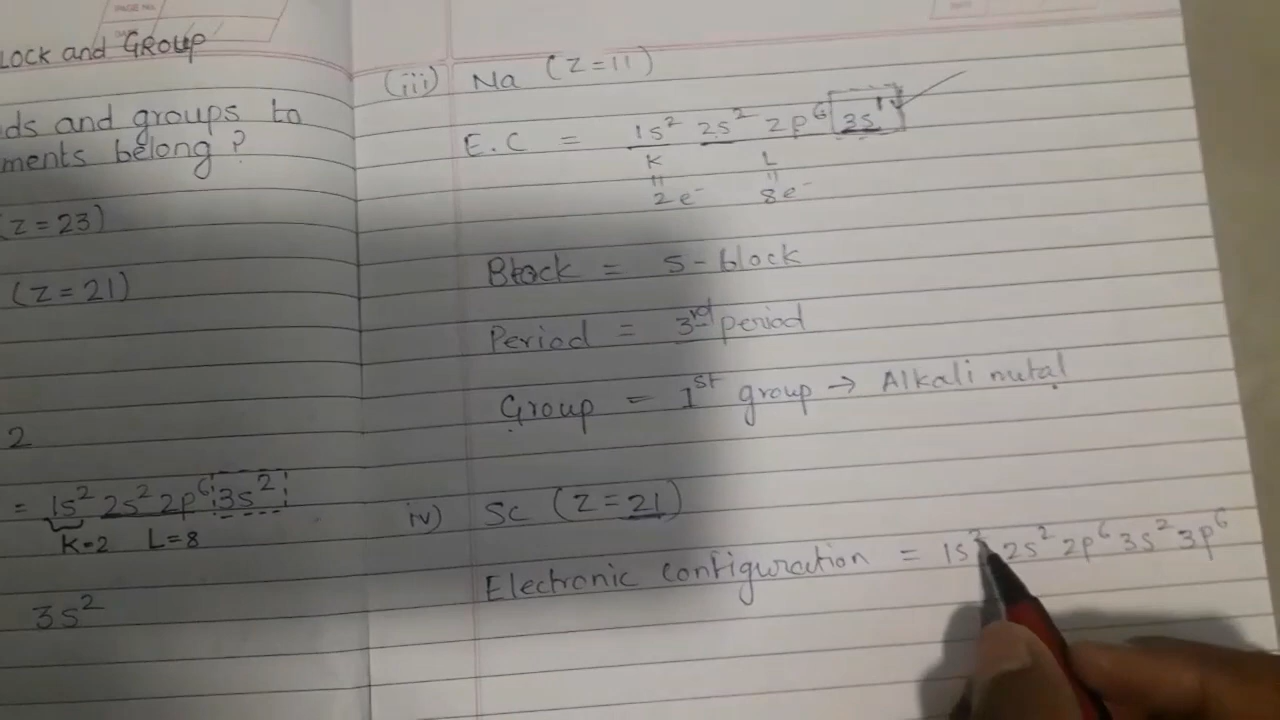 PAGE NO.
LOCK and GROUP
ds and groups to
ments belong ?
(Z = 23)
(Z = 21)
2
= 1s² 2s² 2p⁶ 3s²
K=2 L=8
3s²
(iii) Na (Z=11)
E.C = 1s² 2s² 2p⁶ 3s¹
K L
" "
2e⁻ 8e⁻
Block = s-block
Period = 3rd period
Group = 1st group → Alkali metal
iv) Sc (Z = 21)
Electronic configuration = 1s² 2s² 2p⁶ 3s² 3p⁶